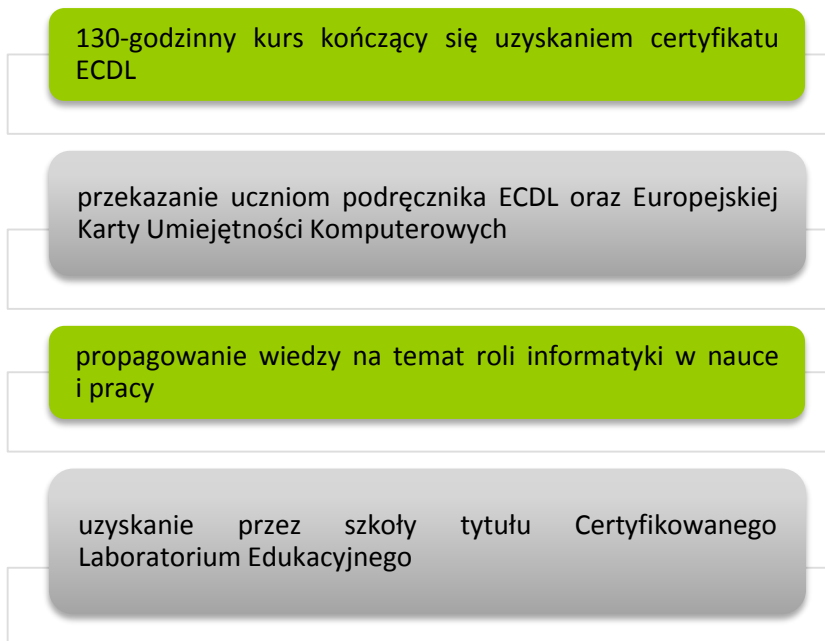 130-godzinny kurs kończący się uzyskaniem certyfikatu
ECDL
przekazanie uczniom podręcznika ECDL oraz Europejskiej
Karty Umiejętności Komputerowych
propagowanie wiedzy na temat roli informatyki w nauce
i pracy
uzyskanie przez szkoły tytułu Certyfikowanego
Laboratorium Edukacyjnego